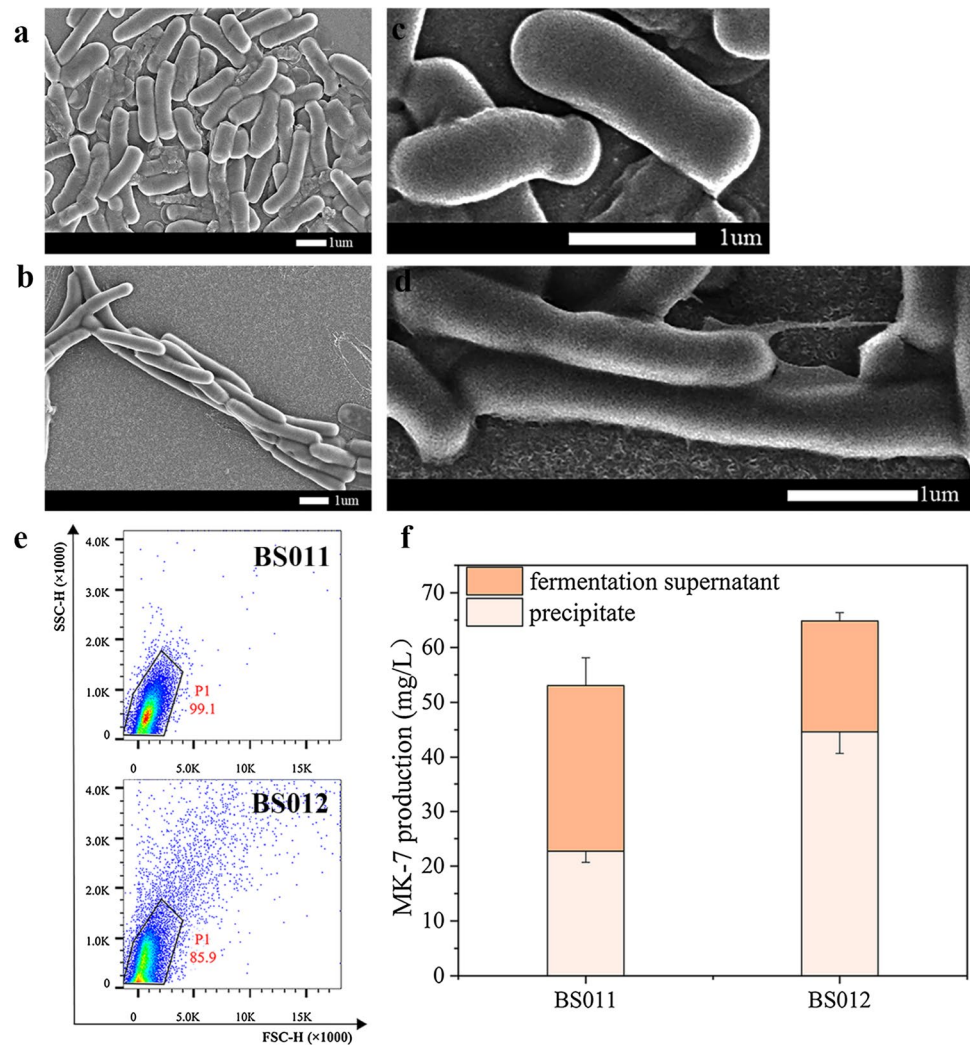 a
1um
c
1um
b
1um
d
1um
e
SSC-H (×1000)
4.0K
3.0K
2.0K
1.0K
0
BS011
P1
99.1
0 5.0K 10K 15K
4.0K
3.0K
2.0K
1.0K
0
BS012
P1
85.9
0 5.0K 10K 15K
FSC-H (×1000)
f
MK-7 production (mg/L)
70
60
50
40
30
20
10
0
fermentation supernatant
precipitate
BS011 BS012